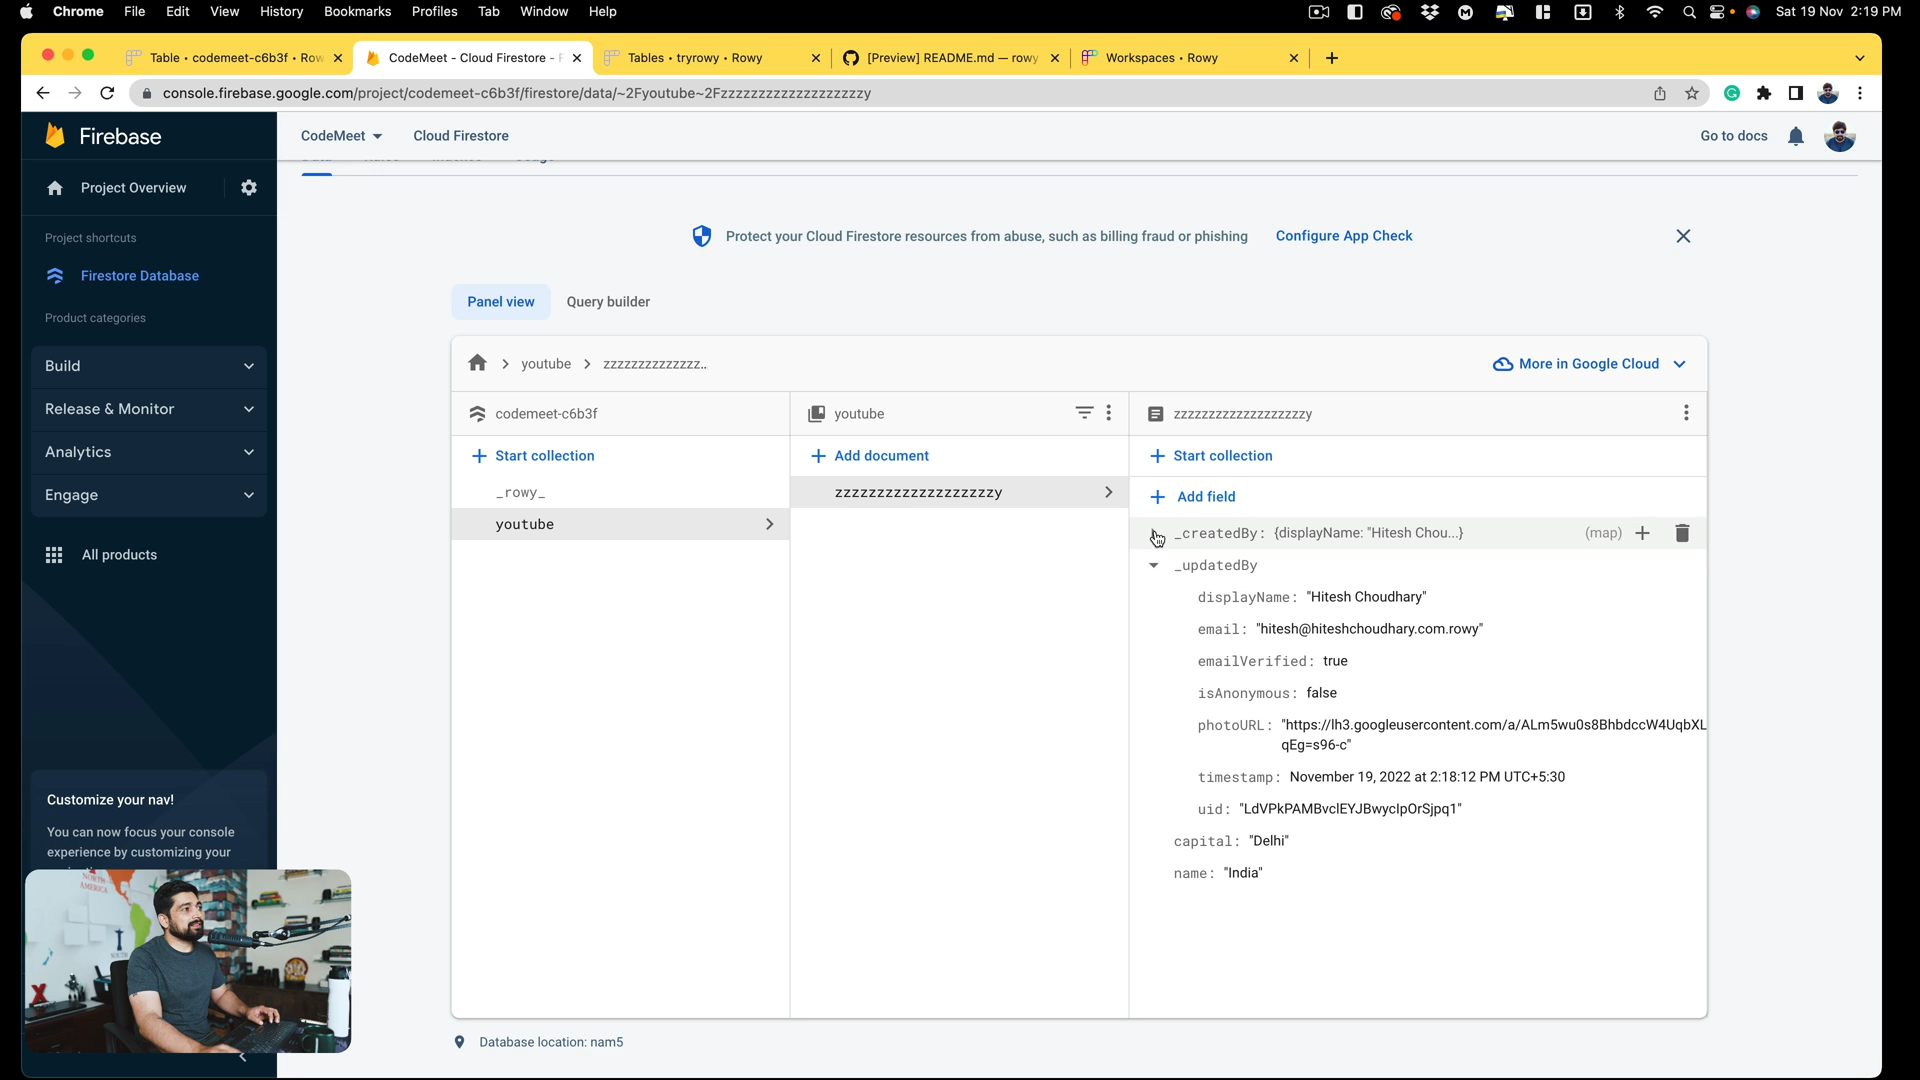 Chrome File Edit View History Bookmarks Profiles Tab Window Help Sat 19 Nov 2:19 PM
Table • codemeet-c6b3f • Row CodeMeet - Cloud Firestore - F Tables • tryrowy • Rowy [Preview] README.md — rowy Workspaces • Rowy
console.firebase.google.com/project/codemeet-c6b3f/firestore/data/~2Fyoutube~2Fzzzzzzzzzzzzzzzzzzzy
Firebase
CodeMeet Cloud Firestore Go to docs
Project Overview
Project shortcuts
Firestore Database
Product categories
Build
Release & Monitor
Analytics
Engage
All products
Customize your nav!
You can now focus your console
experience by customizing your
Protect your Cloud Firestore resources from abuse, such as billing fraud or phishing Configure App Check
Panel view Query builder
youtube zzzzzzzzzzzzzz… More in Google Cloud
codemeet-c6b3f
Start collection
_rowy_
youtube
youtube
Add document
zzzzzzzzzzzzzzzzzzzy
zzzzzzzzzzzzzzzzzzzy
Start collection
Add field
_createdBy: {displayName: "Hitesh Chou...} (map)
_updatedBy
displayName: "Hitesh Choudhary"
email: "hitesh@hiteshchoudhary.com.rowy"
emailVerified: true
isAnonymous: false
photoURL: "https://lh3.googleusercontent.com/a/ALm5wu0s8BhbdccW4UqbXL
qEg=s96-c"
timestamp: November 19, 2022 at 2:18:12 PM UTC+5:30
uid: "LdVPkPAMBvclEYJBwyclpOrSjpq1"
capital: "Delhi"
name: "India"
Database location: nam5
NORTH
AMERICA